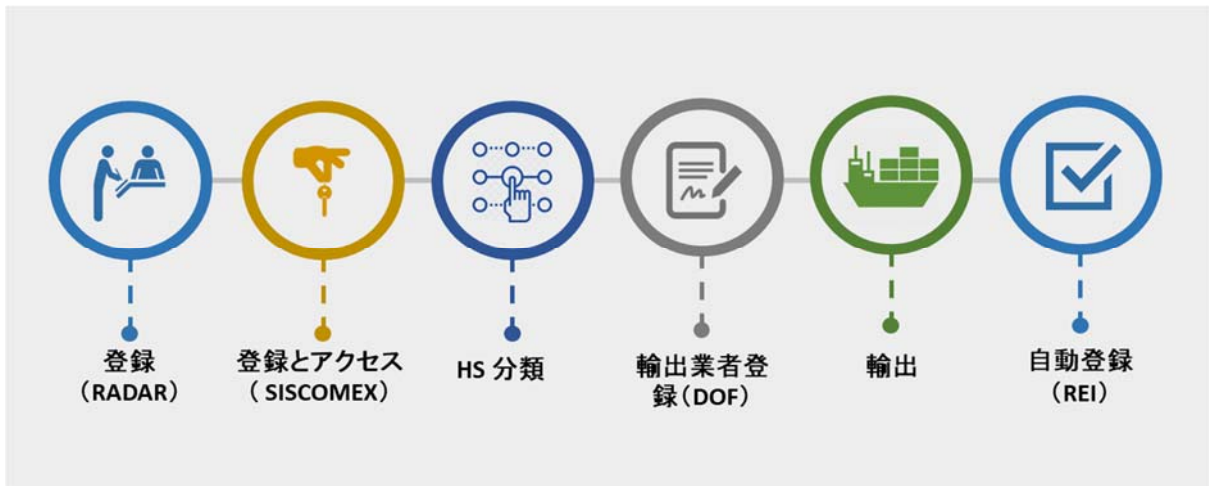 登録
（RADAR）
登録とアクセス
（ SISCOMEX）
HS 分類
輸出業者登
録（DOF）
輸出
自動登録
（REI）